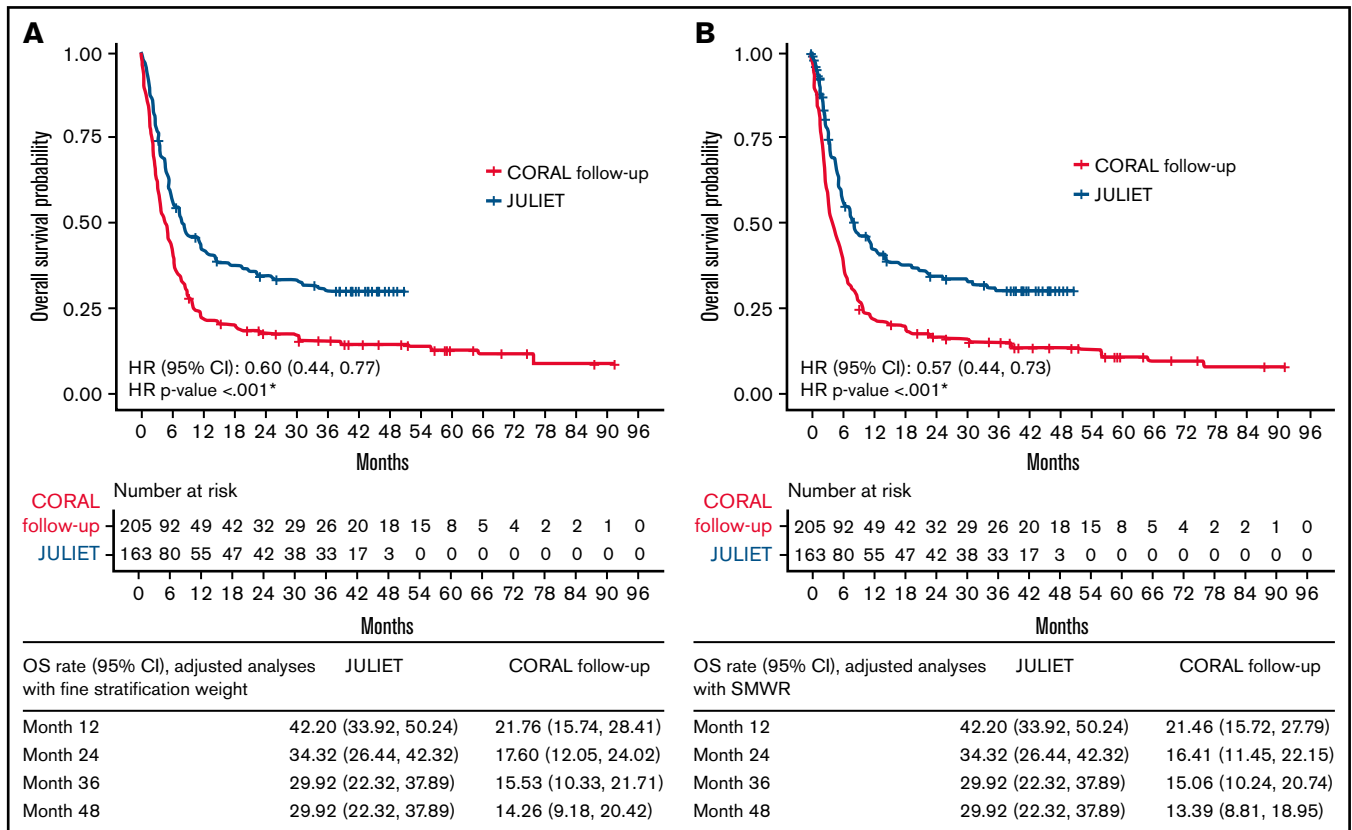 A
1.00
0.75
0.50
0.25
0.00
Overall survival probability
CORAL follow-up
JULIET
HR (95% CI): 0.60 (0.44, 0.77)
HR p-value <.001*
0 6 12 18 24 30 36 42 48 54 60 66 72 78 84 90 96
Months
Number at risk
CORAL
follow-up 205 92 49 42 32 29 26 20 18 15 8 5 4 2 2 1 0
JULIET 163 80 55 47 42 38 33 17 3 0 0 0 0 0 0 0 0
0 6 12 18 24 30 36 42 48 54 60 66 72 78 84 90 96
Months
OS rate (95% CI), adjusted analyses JULIET CORAL follow-up
with fine stratification weight
Month 12 42.20 (33.92, 50.24) 21.76 (15.74, 28.41)
Month 24 34.32 (26.44, 42.32) 17.60 (12.05, 24.02)
Month 36 29.92 (22.32, 37.89) 15.53 (10.33, 21.71)
Month 48 29.92 (22.32, 37.89) 14.26 (9.18, 20.42)
B
1.00
0.75
0.50
0.25
0.00
Overall survival probability
CORAL follow-up
JULIET
HR (95% CI): 0.57 (0.44, 0.73)
HR p-value <.001*
0 6 12 18 24 30 36 42 48 54 60 66 72 78 84 90 96
Months
Number at risk
CORAL
follow-up 205 92 49 42 32 29 26 20 18 15 8 5 4 2 2 1 0
JULIET 163 80 55 47 42 38 33 17 3 0 0 0 0 0 0 0 0
0 6 12 18 24 30 36 42 48 54 60 66 72 78 84 90 96
Months
OS rate (95% CI), adjusted analyses JULIET CORAL follow-up
with SMWR
Month 12 42.20 (33.92, 50.24) 21.46 (15.72, 27.79)
Month 24 34.32 (26.44, 42.32) 16.41 (11.45, 22.15)
Month 36 29.92 (22.32, 37.89) 15.06 (10.24, 20.74)
Month 48 29.92 (22.32, 37.89) 13.39 (8.81, 18.95)